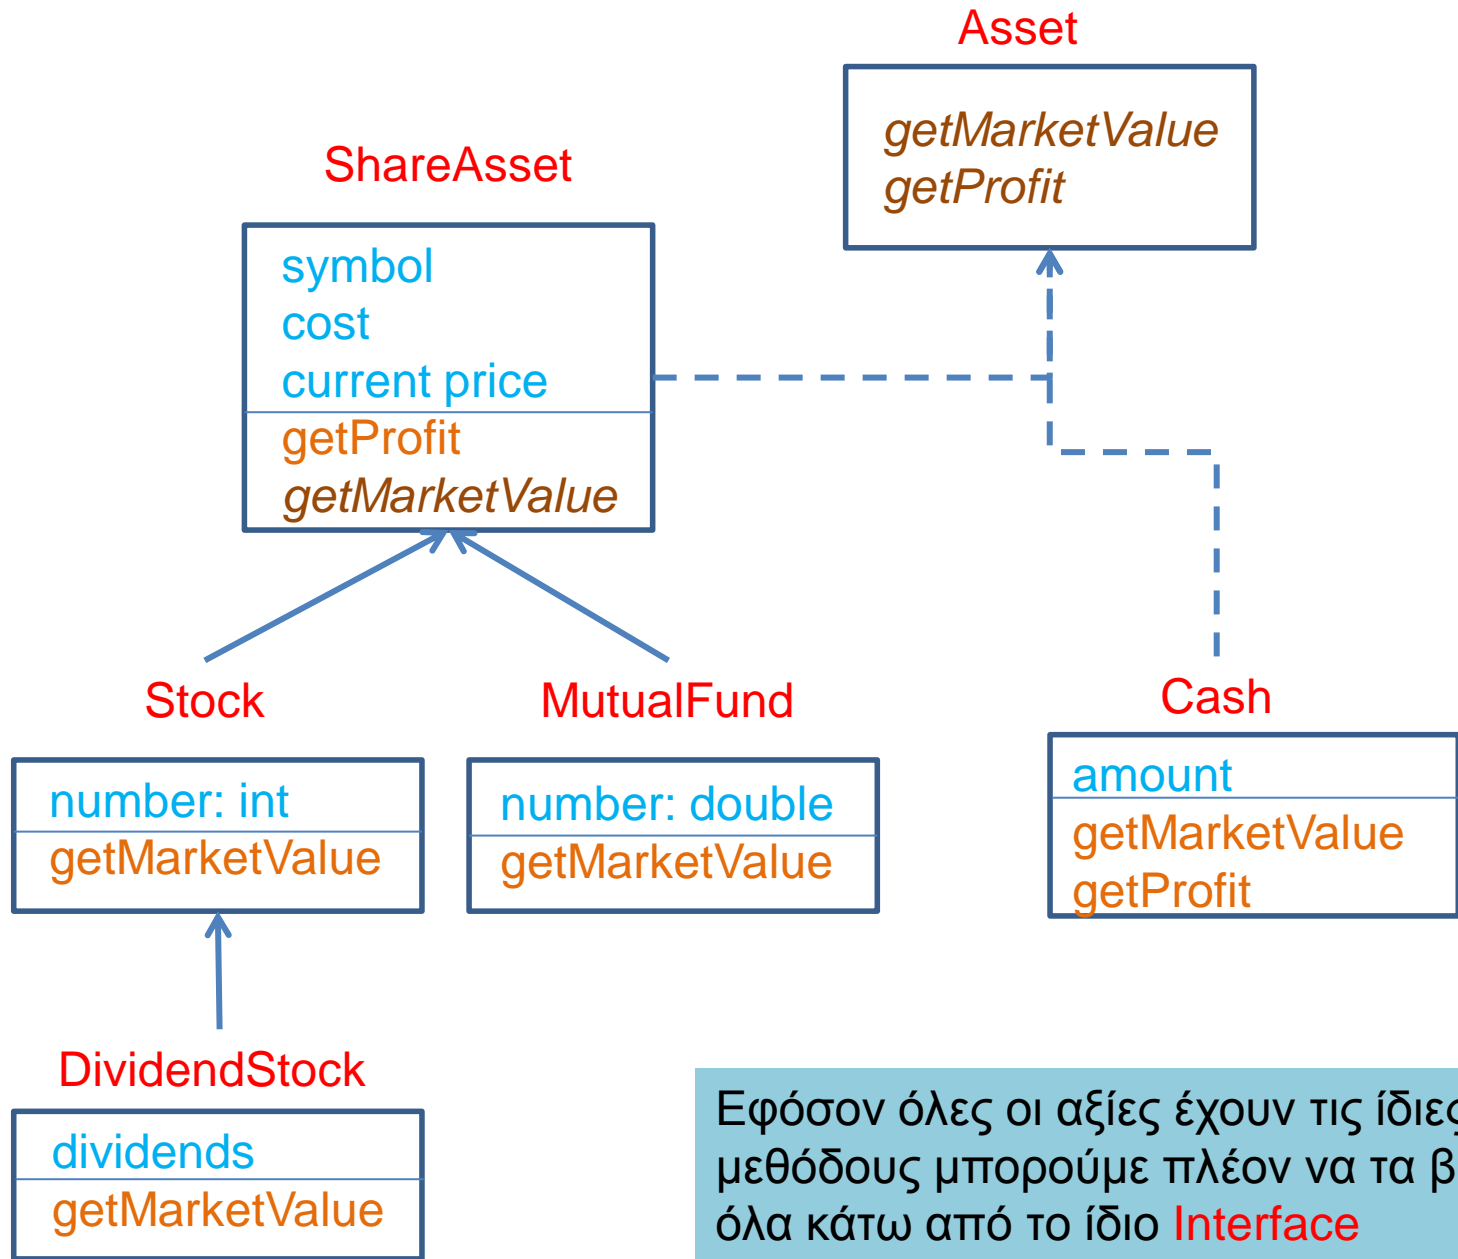 Asset
getMarketValue
getProfit
ShareAsset
symbol
cost
current price
getProfit
getMarketValue
Stock
number: int
getMarketValue
MutualFund
number: double
getMarketValue
Cash
amount
getMarketValue
getProfit
DividendStock
dividends
getMarketValue
Εφόσον όλες οι αξίες έχουν τις ίδιες
μεθόδους μπορούμε πλέον να τα
όλα κάτω από το ίδιο Interface